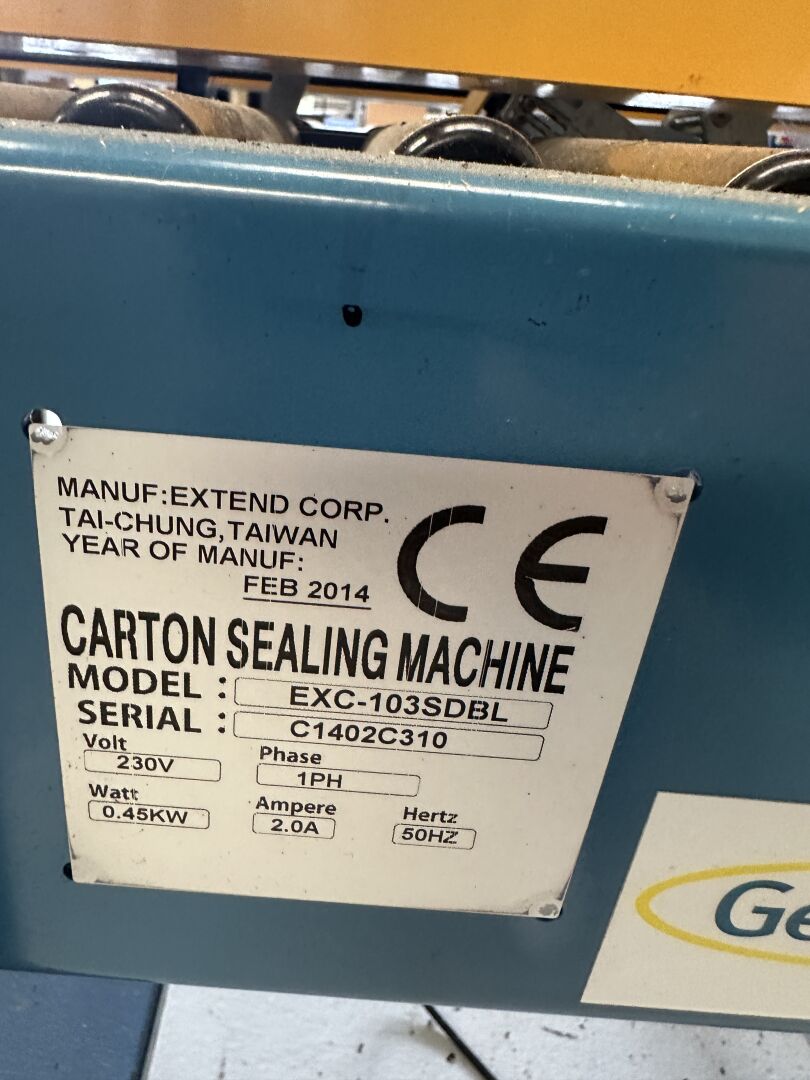 MANUF:EXTEND CORP.
TAI-CHUNG,TAIWAN
YEAR OF MANUF:
FEB 2014
CE
CARTON SEALING MACHINE
MODEL : EXC-103SDBL
SERIAL : C1402C310
Volt Phase
230V 1PH
Watt Ampere Hertz
0.45KW 2.0A 50HZ
Ge